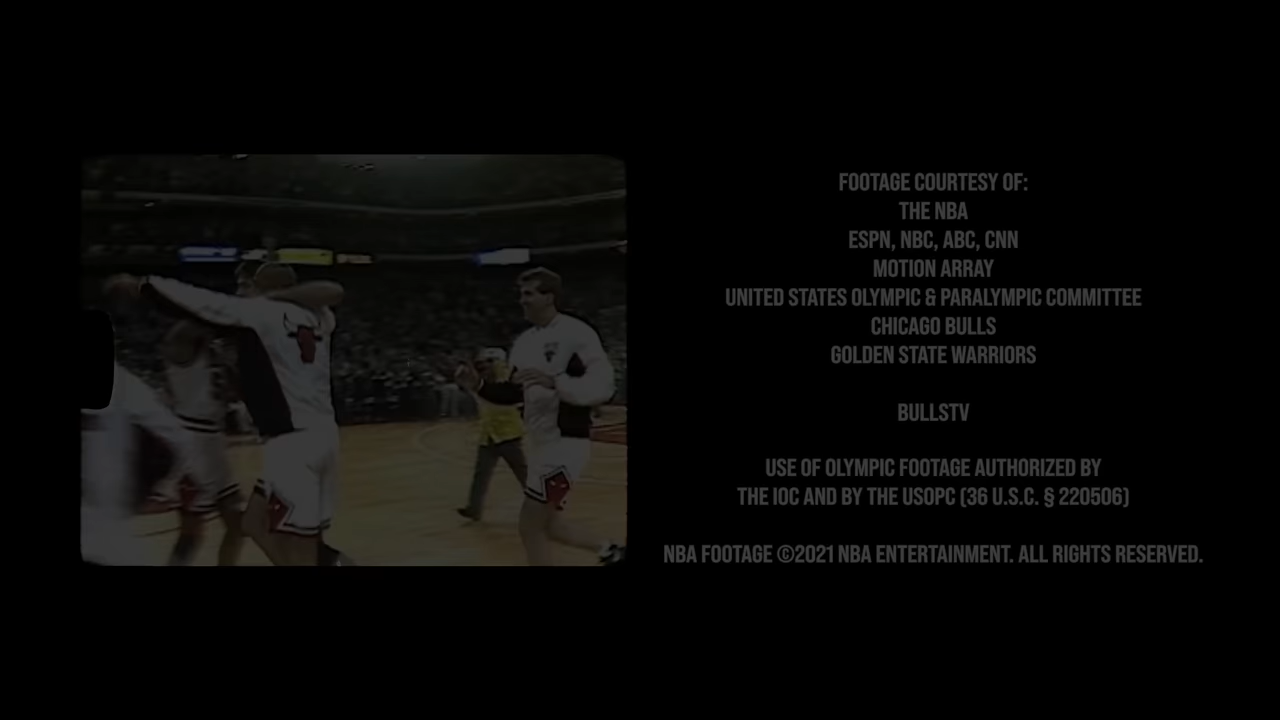 FOOTAGE COURTESY OF:
THE NBA
ESPN, NBC, ABC, CNN
MOTION ARRAY
UNITED STATES OLYMPIC & PARALYMPIC COMMITTEE
CHICAGO BULLS
GOLDEN STATE WARRIORS
BULLSTV
USE OF OLYMPIC FOOTAGE AUTHORIZED BY
THE IOC AND BY THE USOPC (36 U.S.C. § 220506)
NBA FOOTAGE ©2021 NBA ENTERTAINMENT. ALL RIGHTS RESERVED.